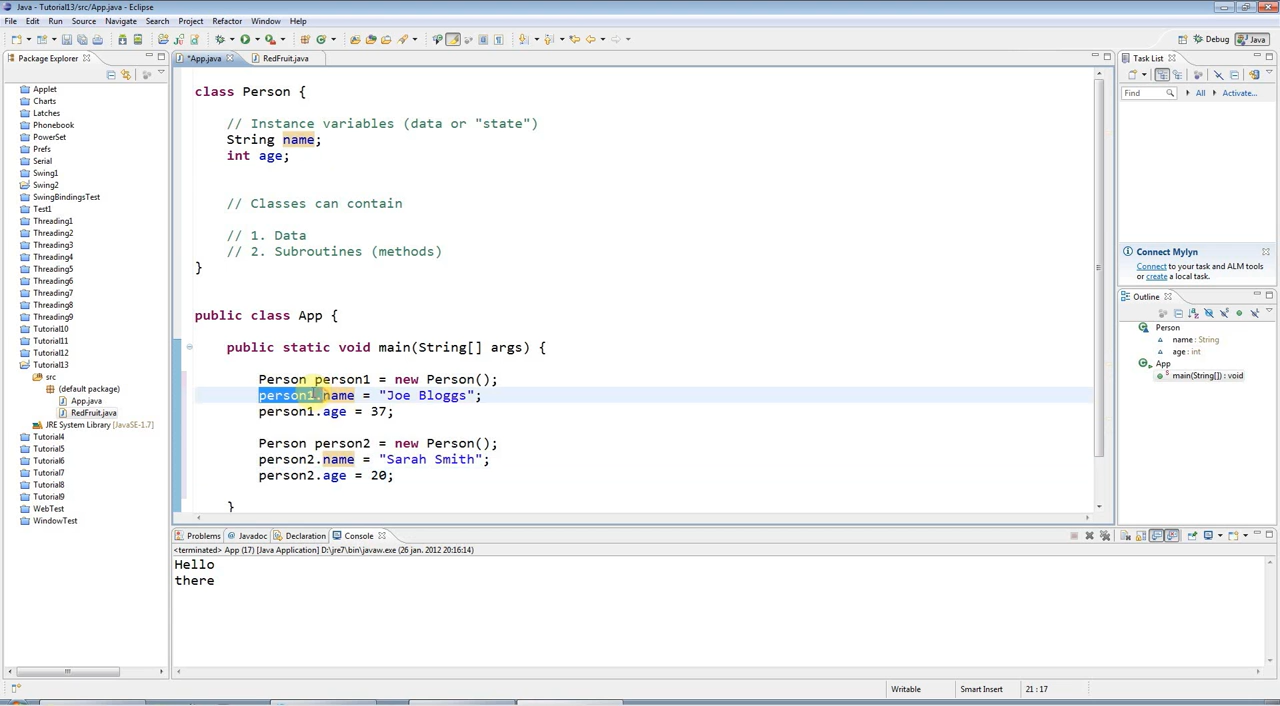 Java - Tutorial13/src/App.java - Eclipse
File Edit Run Source Navigate Search Project Refactor Window Help
Debug Java
Package Explorer
*App.java RedFruit.java
Task List
Find All Activate...
Applet
Charts
Latches
Phonebook
PowerSet
Prefs
Serial
Swing1
Swing2
SwingBindingsTest
Test1
Threading1
Threading2
Threading3
Threading4
Threading5
Threading6
Threading7
Threading8
Threading9
Tutorial10
Tutorial11
Tutorial12
Tutorial13
src
(default package)
App.java
RedFruit.java
JRE System Library [JavaSE-1.7]
Tutorial4
Tutorial5
Tutorial6
Tutorial7
Tutorial8
Tutorial9
WebTest
WindowTest
class Person {
// Instance variables (data or "state")
String name;
int age;
// Classes can contain
// 1. Data
// 2. Subroutines (methods)
}
public class App {
public static void main(String[] args) {
Person person1 = new Person();
person1.name = "Joe Bloggs";
person1.age = 37;
Person person2 = new Person();
person2.name = "Sarah Smith";
person2.age = 20;
}
Connect Mylyn
Connect to your task and ALM tools
or create a local task.
Outline
Person
name : String
age : int
App
main(String[]) : void
Problems Javadoc Declaration Console
<terminated> App (17) [Java Application] D:\jre7\bin\javaw.exe (26 jan. 2012 20:16:14)
Hello
there
Writable Smart Insert 21 : 17